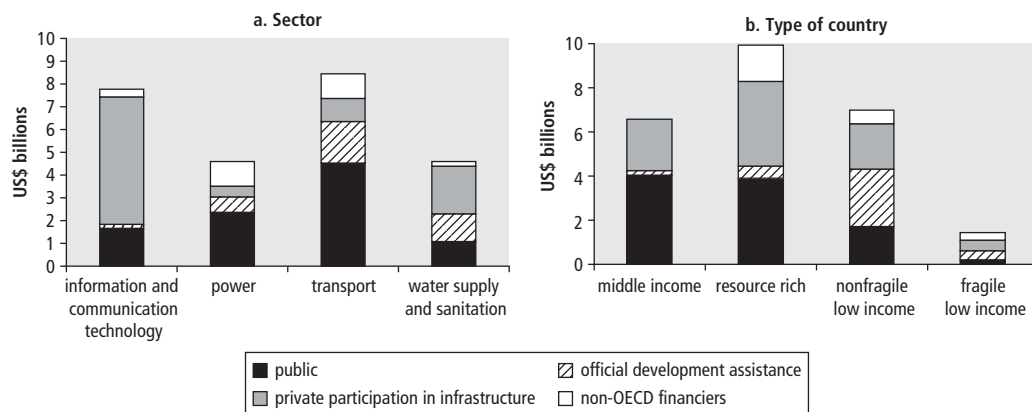 a. Sector
US$ billions
10
9
8
7
6
5
4
3
2
1
0
information and
communication
technology
power
transport
water supply
and sanitation
b. Type of country
US$ billions
10
8
6
4
2
0
middle income
resource rich
nonfragile
low income
fragile
low income
public
official development assistance
private participation in infrastructure
non-OECD financiers